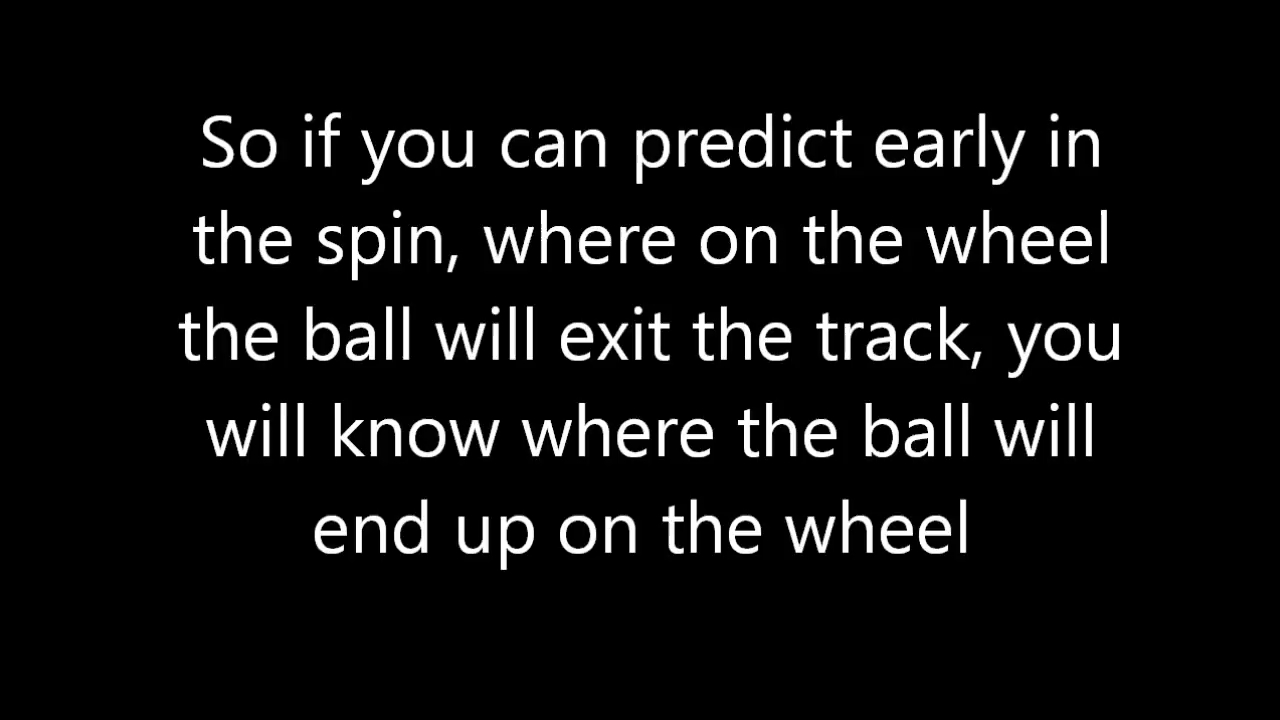 So if you can predict early in
the spin, where on the wheel
the ball will exit the track, you
will know where the ball will
end up on the wheel